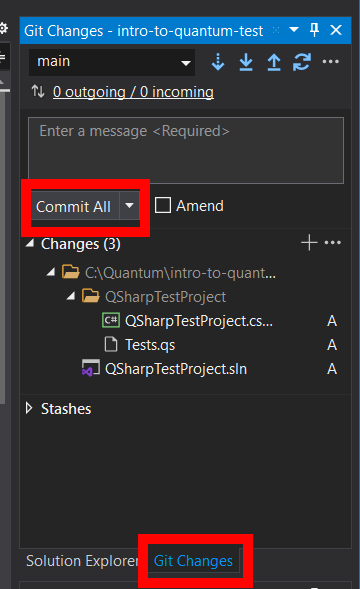 Git Changes - intro-to-quantum-test
main
0 outgoing / 0 incoming
Enter a message <Required>
Commit All
Amend
Changes (3)
C:\Quantum\intro-to-quant...
QSharpTestProject
C# QSharpTestProject.cs... A
Tests.qs A
QSharpTestProject.sln A
Stashes
Solution Explorer Git Changes